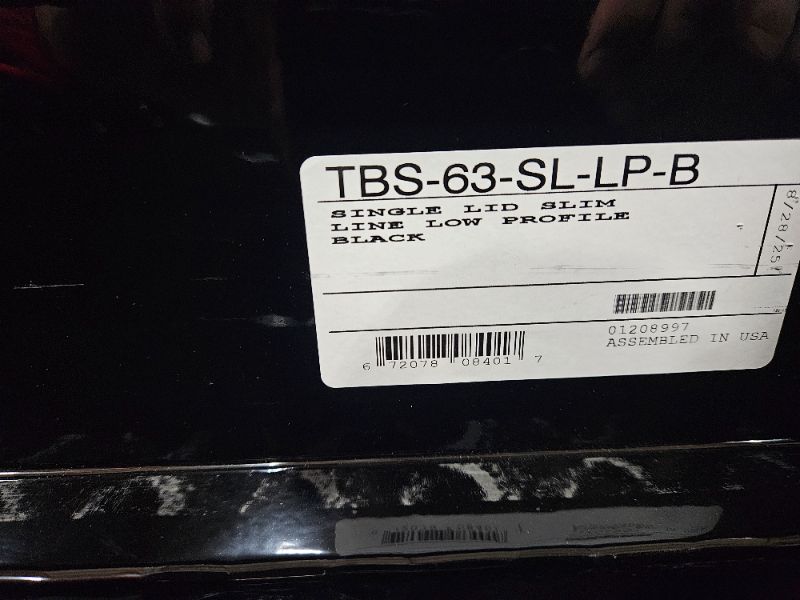 TBS-63-SL-LP-B
SINGLE LID SLIM
LINE LOW PROFILE
BLACK
8/28/25
01208997
ASSEMBLED IN USA
6 72078 08401 7